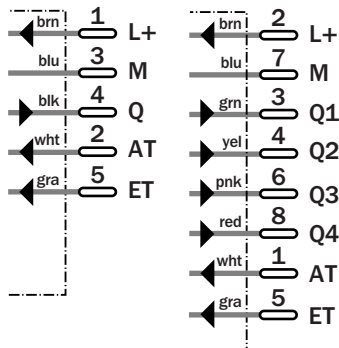 brn 1 L+
blu 3 M
blk 4 Q
wht 2 AT
gra 5 ET
brn 2 L+
blu 7 M
grn 3 Q1
yel 4 Q2
pnk 6 Q3
red 8 Q4
wht 1 AT
gra 5 ET